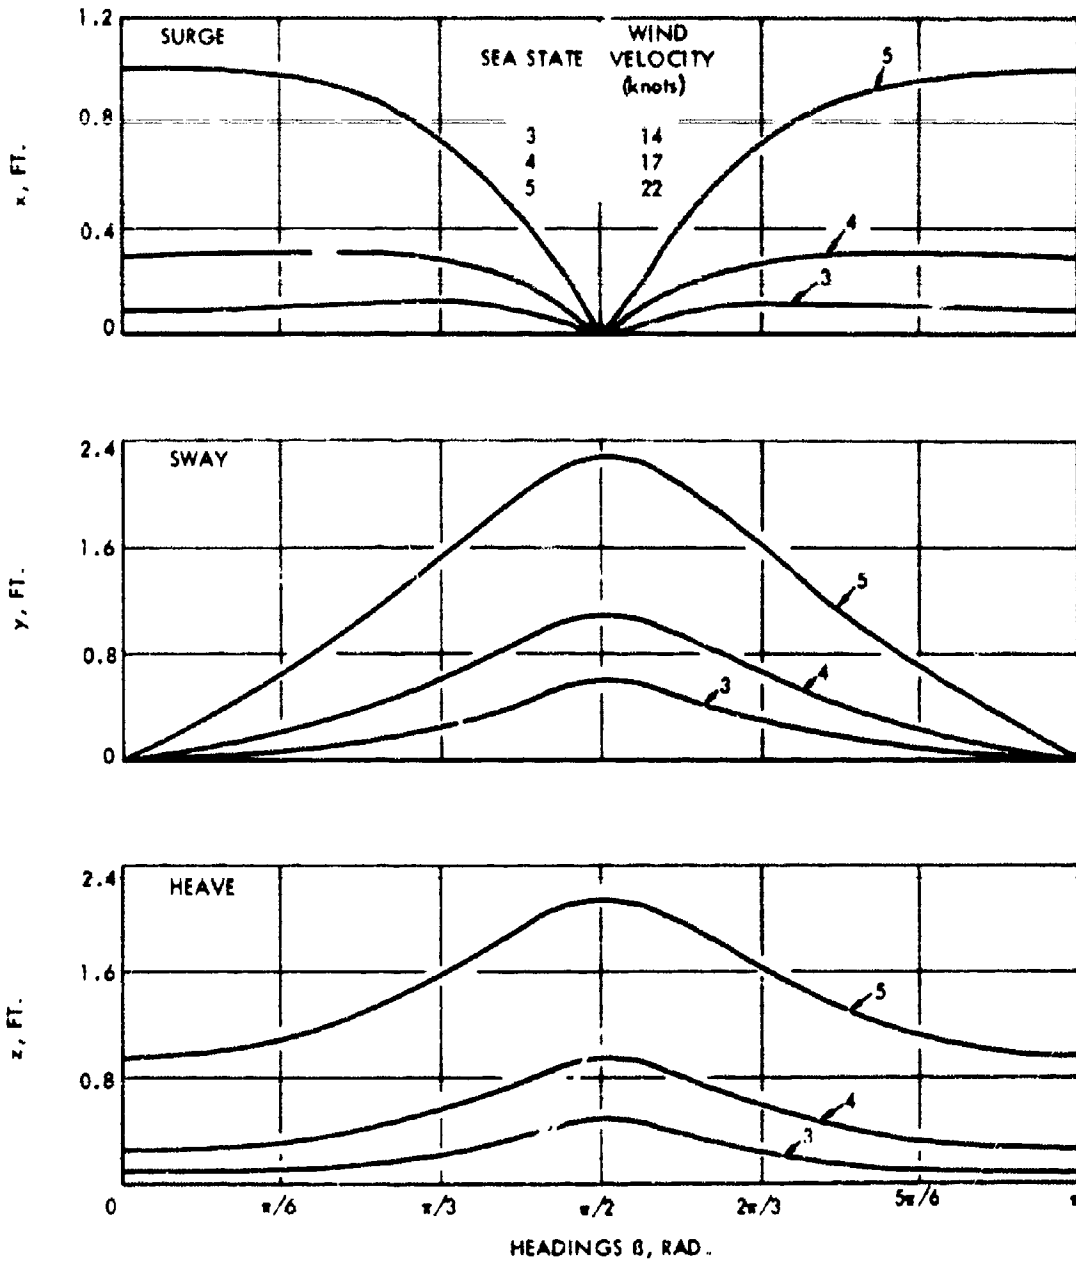 SURGE
SEA STATE
WIND
VELOCITY
(knots)
3 14
4 17
5 22
1.2
0.8
0.4
0
x, FT.
5
4
3
SWAY
2.4
1.6
0.8
0
y, FT.
5
4
3
HEAVE
2.4
1.6
0.8
z, FT.
5
4
3
0 π/6 π/3 π/2 2π/3 5π/6 π
HEADINGS β, RAD.